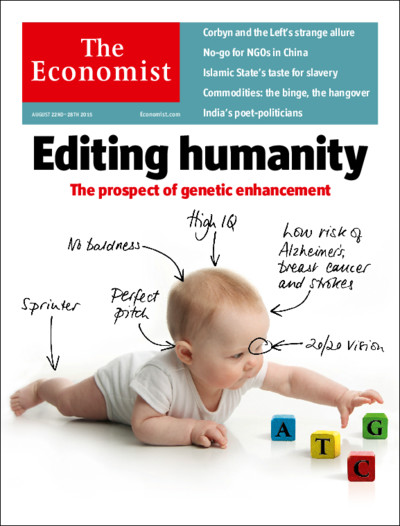 The
Economist
AUGUST 22ND–28TH 2015
Economist.com
Corbyn and the Left's strange allure
No-go for NGOs in China
Islamic State's taste for slavery
Commodities: the binge, the hangover
India's poet-politicians
Editing humanity
The prospect of genetic enhancement
High IQ
No baldness
Low risk of
Alzheimer's,
breast cancer
and strokes
Sprinter
Perfect
pitch
20/20 vision
A
T
G
C